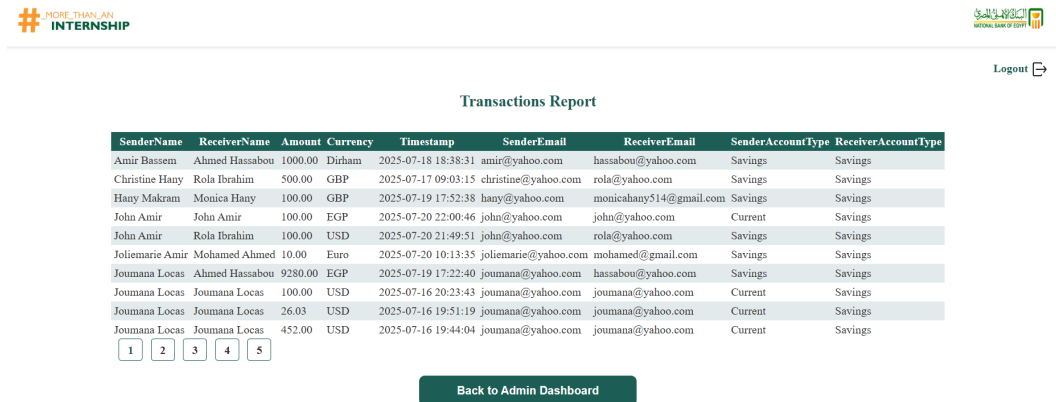 #_MORE_THAN_AN
INTERNSHIP
البنك الأهلي المصري
NATIONAL BANK OF EGYPT
Logout
Transactions Report
SenderName ReceiverName Amount Currency Timestamp SenderEmail ReceiverEmail SenderAccountType ReceiverAccountType
Amir Bassem Ahmed Hassabou 1000.00 Dirham 2025-07-18 18:38:31 amir@yahoo.com hassabou@yahoo.com Savings Savings
Christine Hany Rola Ibrahim 500.00 GBP 2025-07-17 09:03:15 christine@yahoo.com rola@yahoo.com Savings Savings
Hany Makram Monica Hany 100.00 GBP 2025-07-19 17:52:38 hany@yahoo.com monicahany514@gmail.com Savings Savings
John Amir John Amir 100.00 EGP 2025-07-20 22:00:46 john@yahoo.com john@yahoo.com Current Savings
John Amir Rola Ibrahim 100.00 USD 2025-07-20 21:49:51 john@yahoo.com rola@yahoo.com Savings Savings
Joliemarie Amir Mohamed Ahmed 10.00 Euro 2025-07-20 10:13:35 joliemarie@yahoo.com mohamed@gmail.com Savings Savings
Joumana Locas Ahmed Hassabou 9280.00 EGP 2025-07-19 17:22:40 joumana@yahoo.com hassabou@yahoo.com Savings Savings
Joumana Locas Joumana Locas 100.00 USD 2025-07-16 20:23:43 joumana@yahoo.com joumana@yahoo.com Current Savings
Joumana Locas Joumana Locas 26.03 USD 2025-07-16 19:51:19 joumana@yahoo.com joumana@yahoo.com Current Savings
Joumana Locas Joumana Locas 452.00 USD 2025-07-16 19:44:04 joumana@yahoo.com joumana@yahoo.com Current Savings
1 2 3 4 5
Back to Admin Dashboard